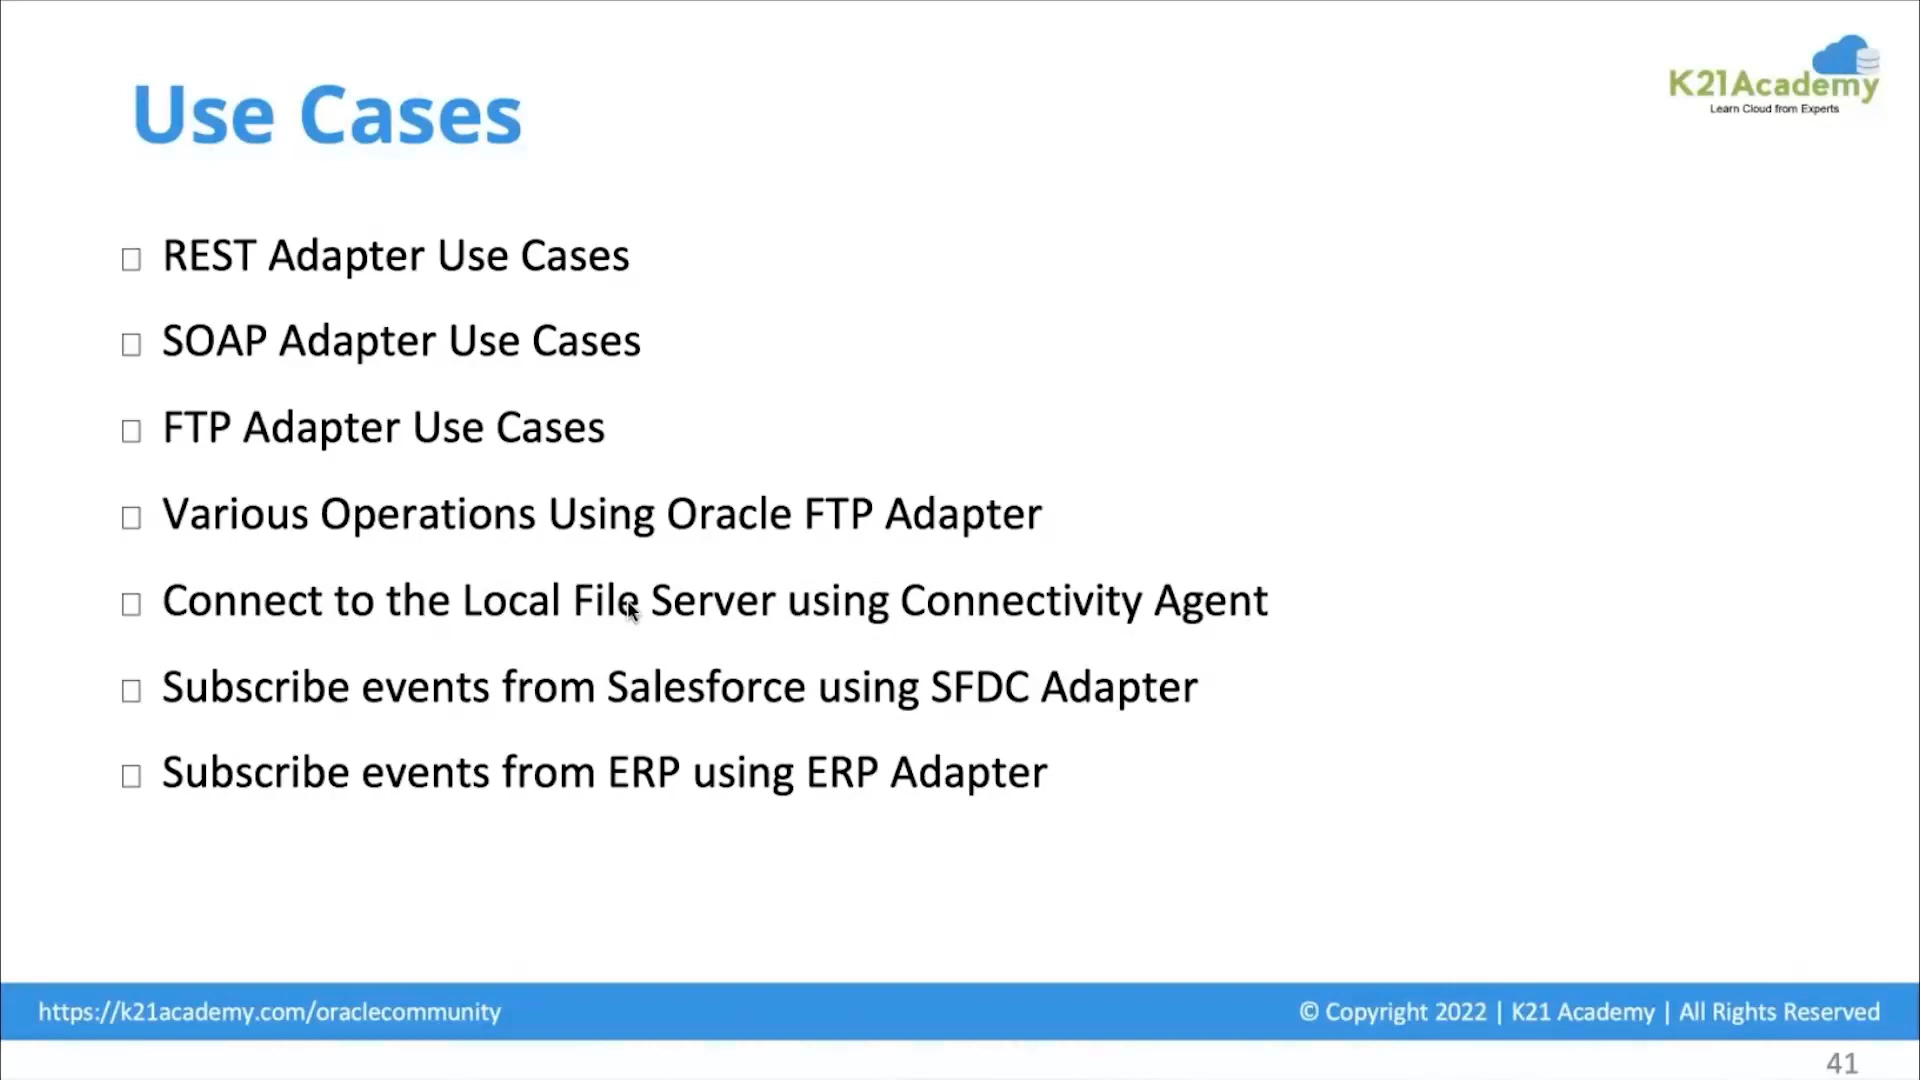 K21Academy
Learn Cloud from Experts
Use Cases
REST Adapter Use Cases
SOAP Adapter Use Cases
FTP Adapter Use Cases
Various Operations Using Oracle FTP Adapter
Connect to the Local File Server using Connectivity Agent
Subscribe events from Salesforce using SFDC Adapter
Subscribe events from ERP using ERP Adapter
https://k21academy.com/oraclecommunity
© Copyright 2022 | K21 Academy | All Rights Reserved
41